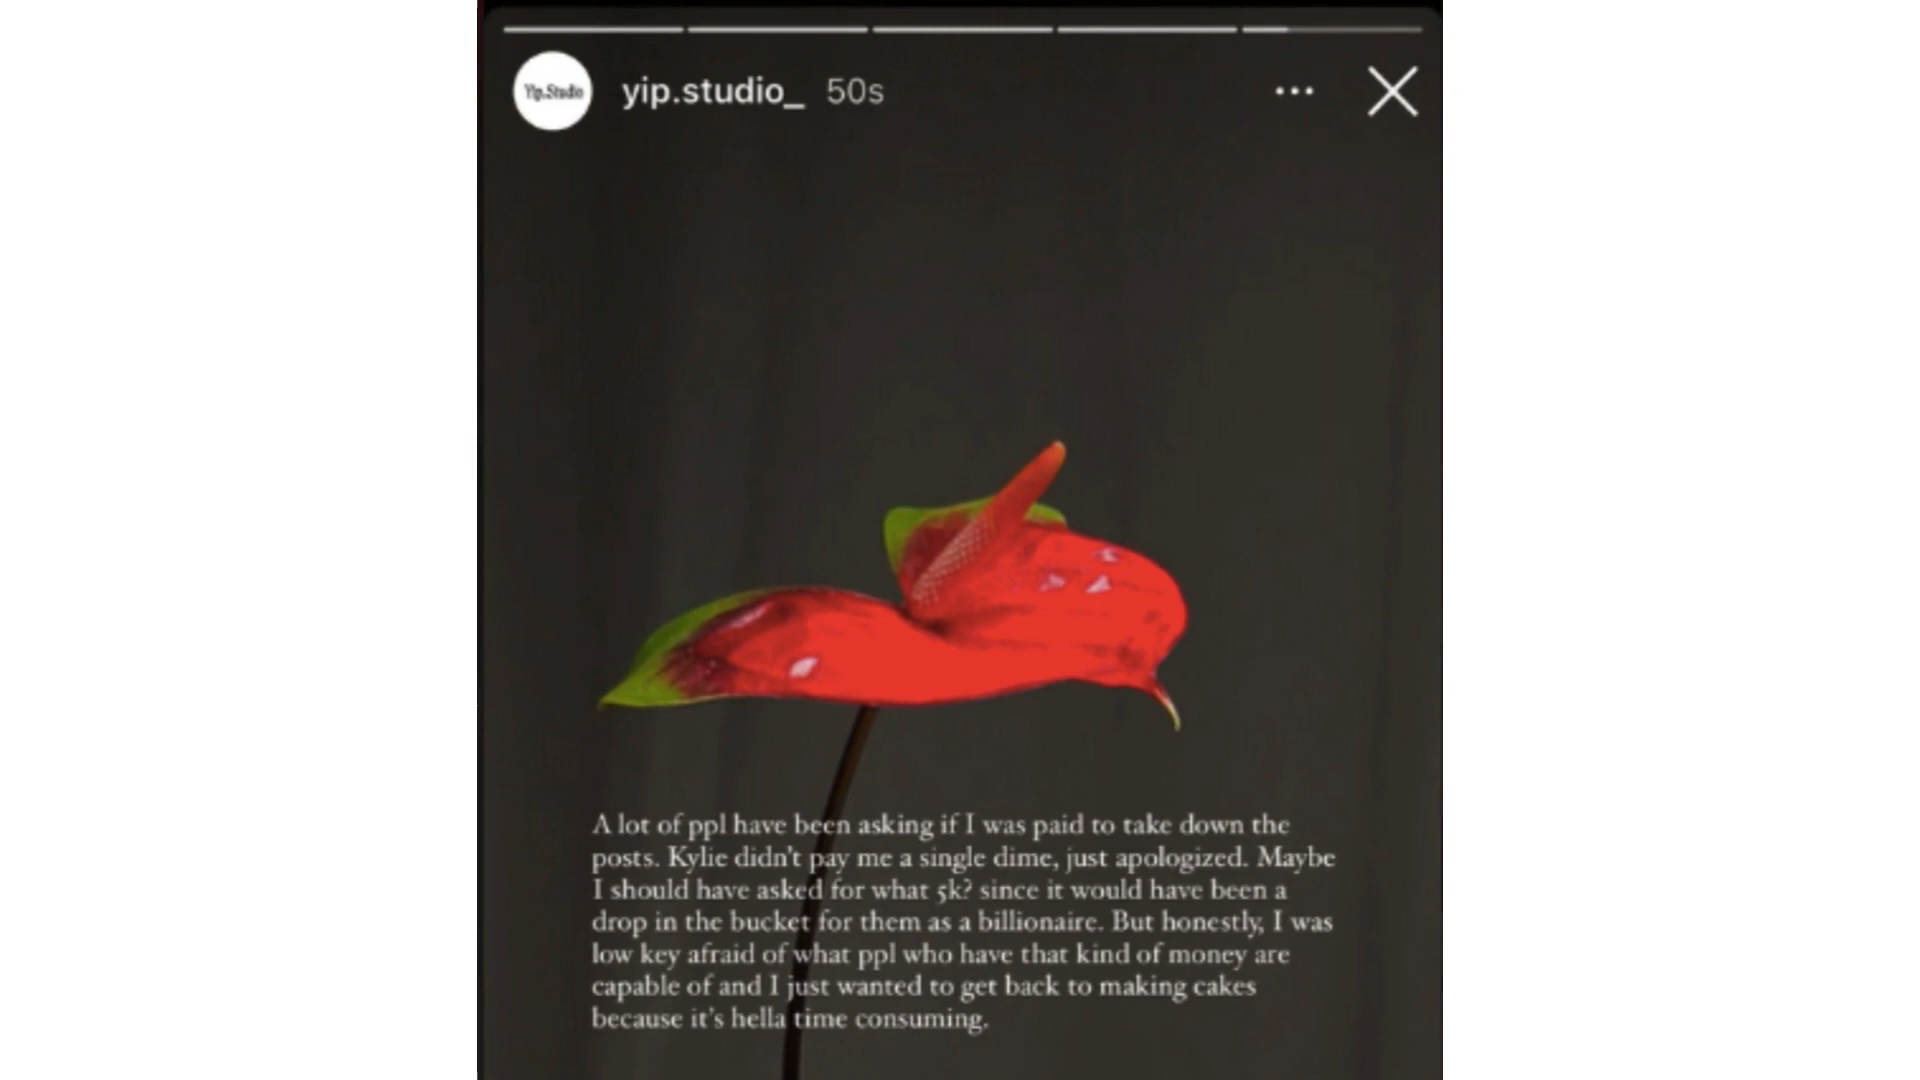 Yip.Studio
yip.studio_ 50s
A lot of ppl have been asking if I was paid to take down the
posts. Kylie didn't pay me a single dime, just apologized. Maybe
I should have asked for what 5k? since it would have been a
drop in the bucket for them as a billionaire. But honestly, I was
low key afraid of what ppl who have that kind of money are
capable of and I just wanted to get back to making cakes
because it's hella time consuming.